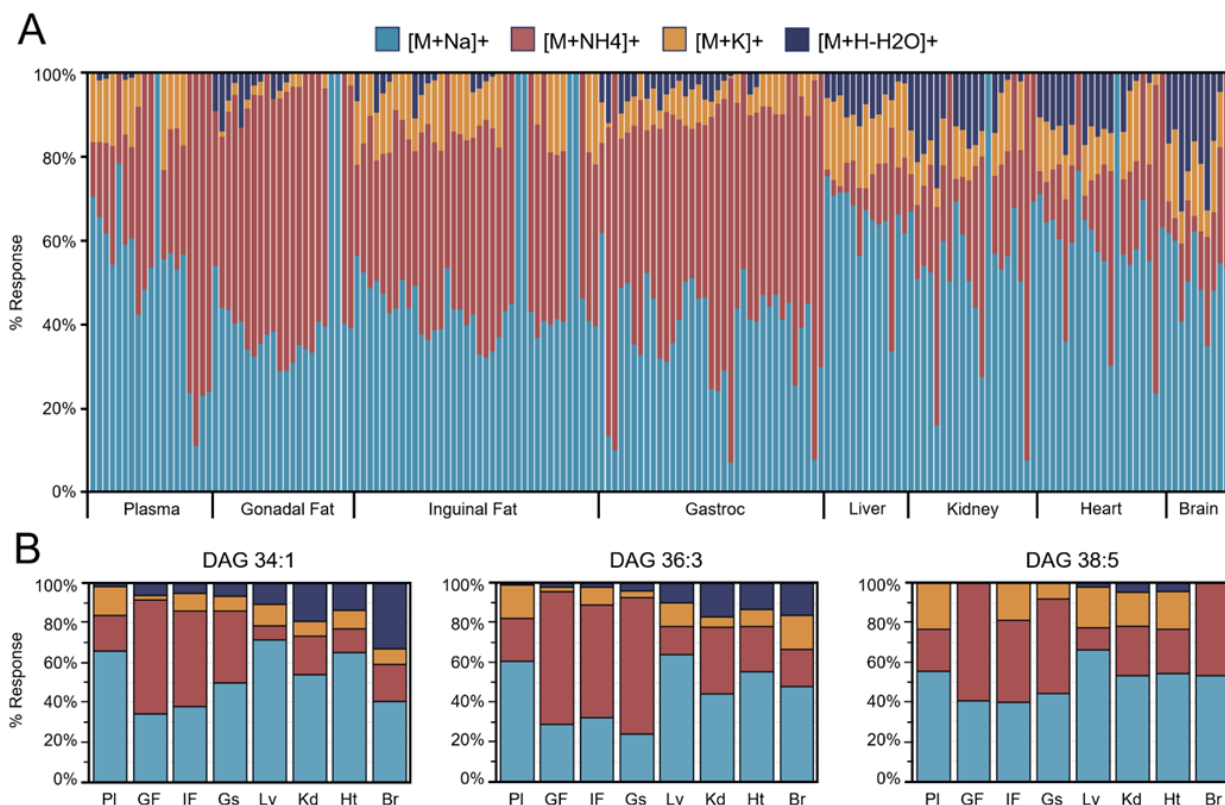 A
[M+Na]+ [M+NH4]+ [M+K]+ [M+H-H2O]+
100%
80%
60%
40%
20%
0%
% Response
Plasma Gonadal Fat Inguinal Fat Gastroc Liver Kidney Heart Brain
B
DAG 34:1 DAG 36:3 DAG 38:5
100% 100% 100%
80% 80% 80%
60% 60% 60%
40% 40% 40%
20% 20% 20%
0% 0% 0%
% Response % Response % Response
Pl GF IF Gs Lv Kd Ht Br Pl GF IF Gs Lv Kd Ht Br Pl GF IF Gs Lv Kd Ht Br